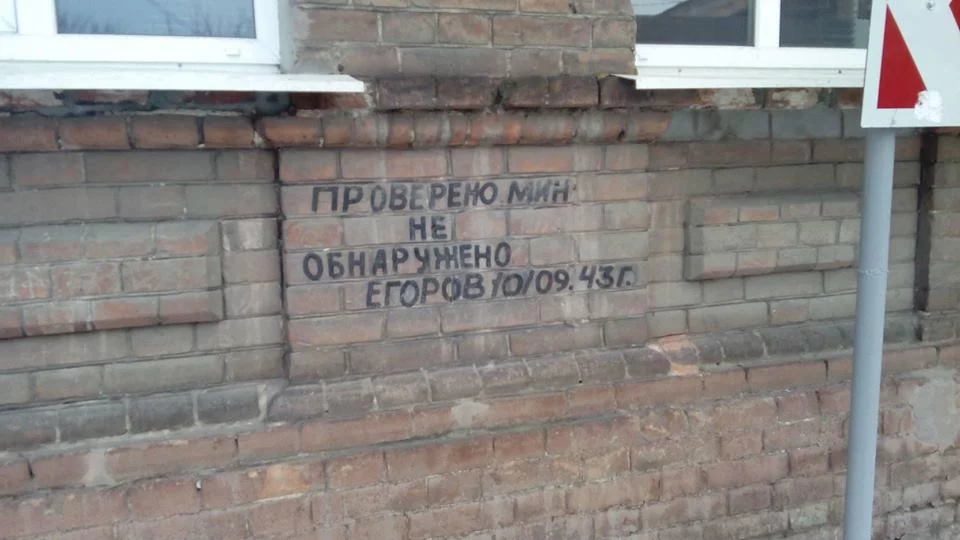 ПРОВЕРЕНО МИН
НЕ
ОБНАРУЖЕНО
ЕГОРОВ 10/09.43Г.